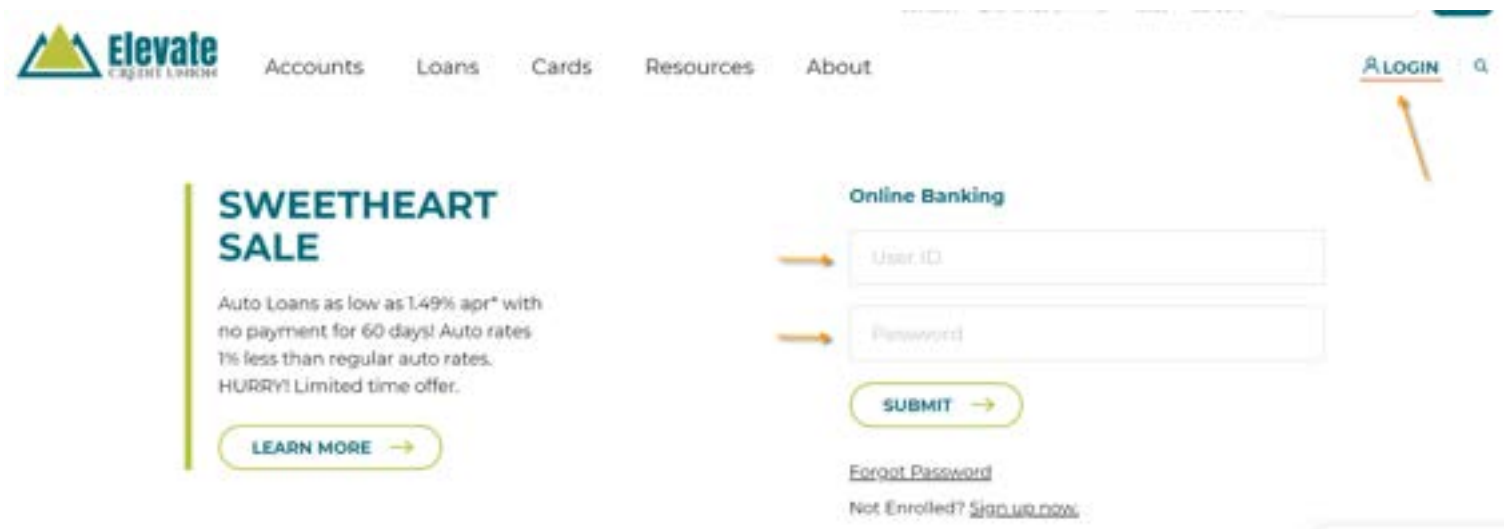 Elevate
CREDIT UNION
Accounts Loans Cards Resources About
LOGIN
SWEETHEART
SALE
Auto Loans as low as 1.49% apr* with
no payment for 60 days! Auto rates
1% less than regular auto rates.
HURRY! Limited time offer.
LEARN MORE
Online Banking
User ID
Password
SUBMIT
Forgot Password
Not Enrolled? Sign up now.